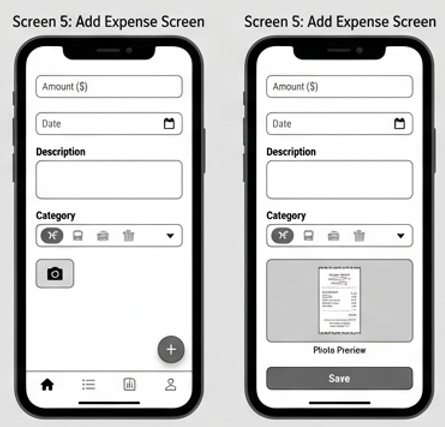 Screen 5: Add Expense Screen
Amount ($)
Date
Description
Category
Screen 5: Add Expense Screen
Amount ($)
Date
Description
Category
Photo Preview
Save